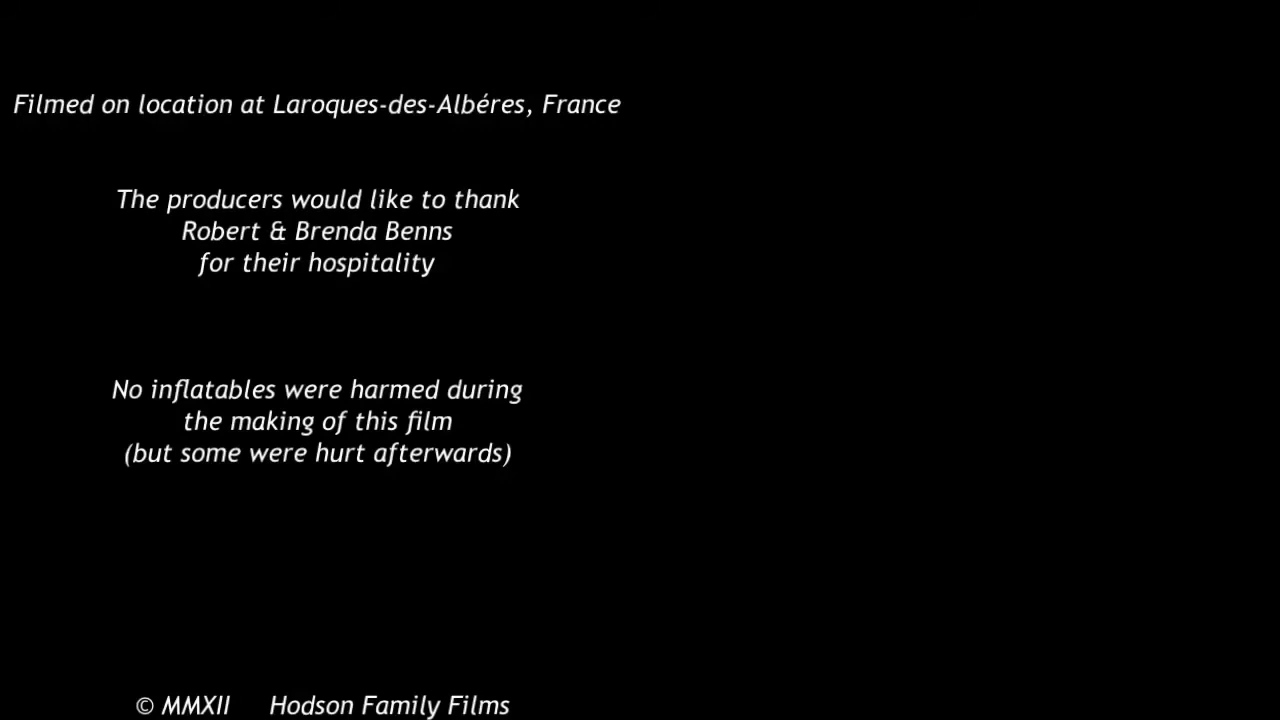 Filmed on location at Laroques-des-Albéres, France
The producers would like to thank
Robert & Brenda Benns
for their hospitality
No inflatables were harmed during
the making of this film
(but some were hurt afterwards)
© MMXII Hodson Family Films